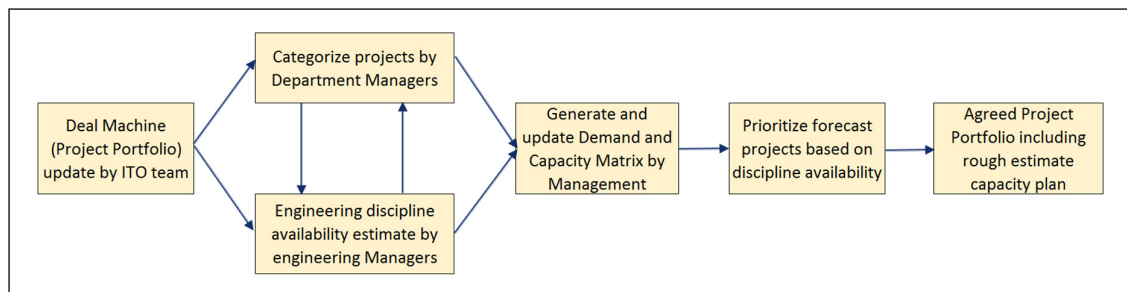 Deal Machine
(Project Portfolio)
update by ITO team
Categorize projects by
Department Managers
Engineering discipline
availability estimate by
engineering Managers
Generate and
update Demand and
Capacity Matrix by
Management
Prioritize forecast
projects based on
discipline availability
Agreed Project
Portfolio including
rough estimate
capacity plan